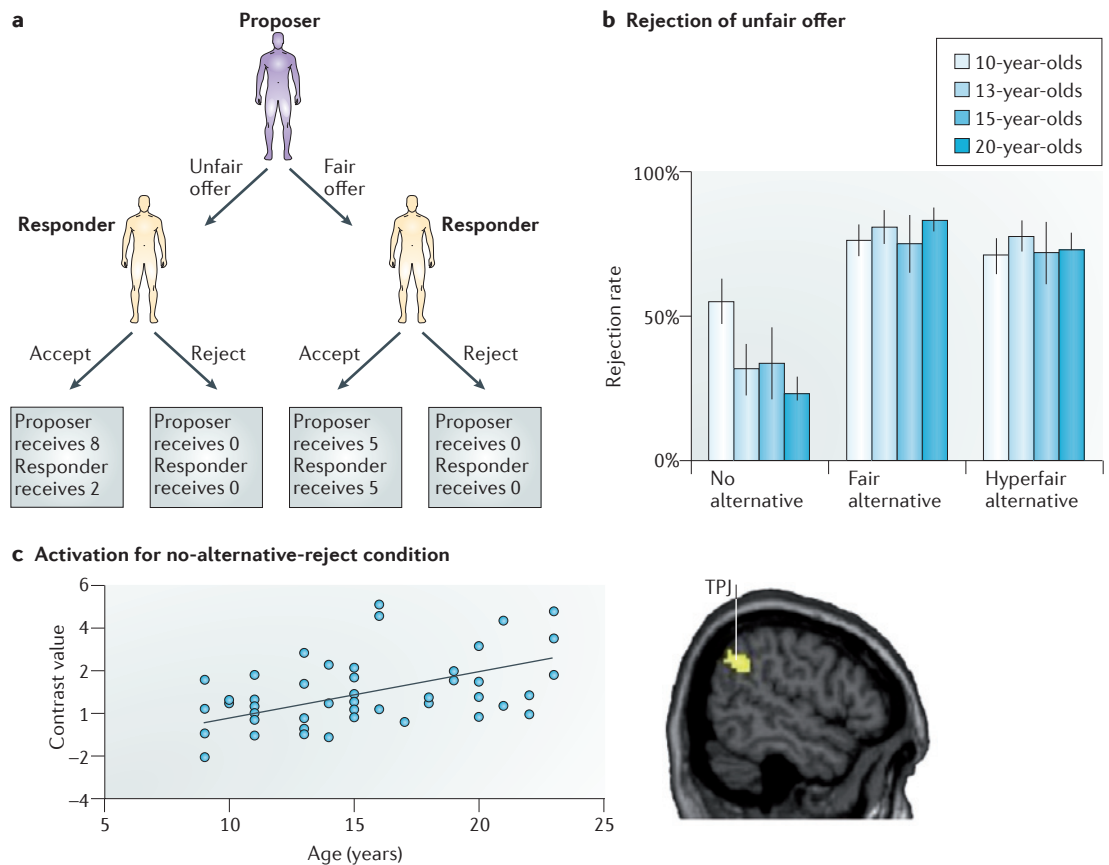 a
Proposer
Unfair
offer
Fair
offer
Responder
Responder
Accept
Reject
Accept
Reject
Proposer
receives 8
Responder
receives 2
Proposer
receives 0
Responder
receives 0
Proposer
receives 5
Responder
receives 5
Proposer
receives 0
Responder
receives 0
b Rejection of unfair offer
10-year-olds
13-year-olds
15-year-olds
20-year-olds
Rejection rate
100%
50%
0%
No
alternative
Fair
alternative
Hyperfair
alternative
c Activation for no-alternative-reject condition
Contrast value
6
4
2
1
–2
–4
5
10
15
20
25
Age (years)
TPJ